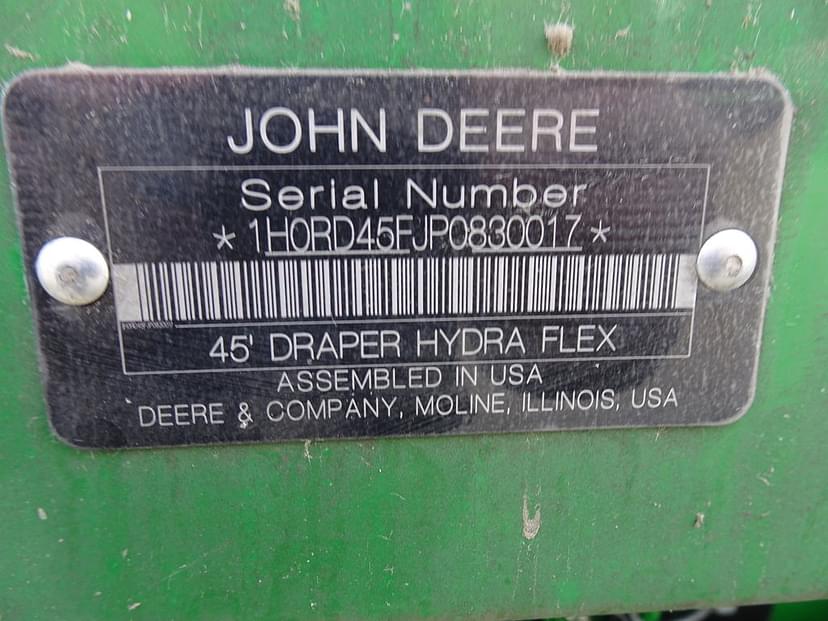 JOHN DEERE
Serial Number
* 1H0RD45FJP0830017 *
45' DRAPER HYDRA FLEX
ASSEMBLED IN USA
DEERE & COMPANY, MOLINE, ILLINOIS, USA